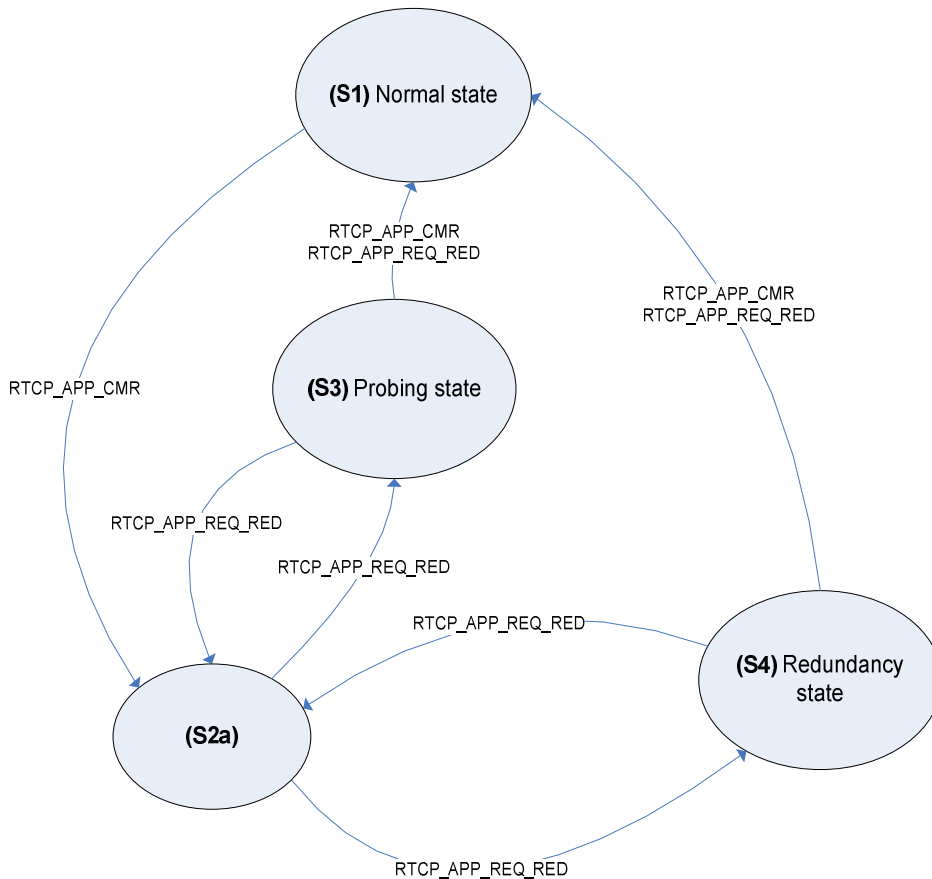 (S1) Normal state
RTCP_APP_CMR
RTCP_APP_REQ_RED
RTCP_APP_CMR
RTCP_APP_REQ_RED
RTCP_APP_CMR
(S3) Probing state
RTCP_APP_REQ_RED
RTCP_APP_REQ_RED
RTCP_APP_REQ_RED
(S4) Redundancy
state
(S2a)
RTCP_APP_REQ_RED